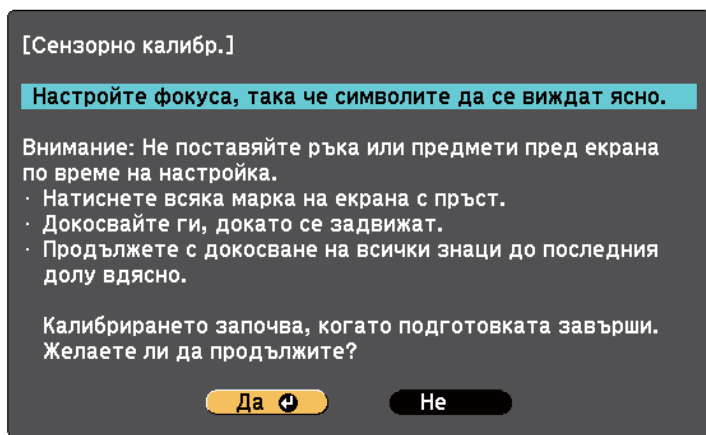 [Сензорно калибр.]
Настройте фокуса, така че символите да се виждат ясно.
Внимание: Не поставяйте ръка или предмети пред екрана
по време на настройка.
· Натиснете всяка марка на екрана с пръст.
· Докосвайте ги, докато се задвижат.
· Продължете с докосване на всички знаци до последния
долу вдясно.
Калибрирането започва, когато подготовката завърши.
Желаете ли да продължите?
Да Не